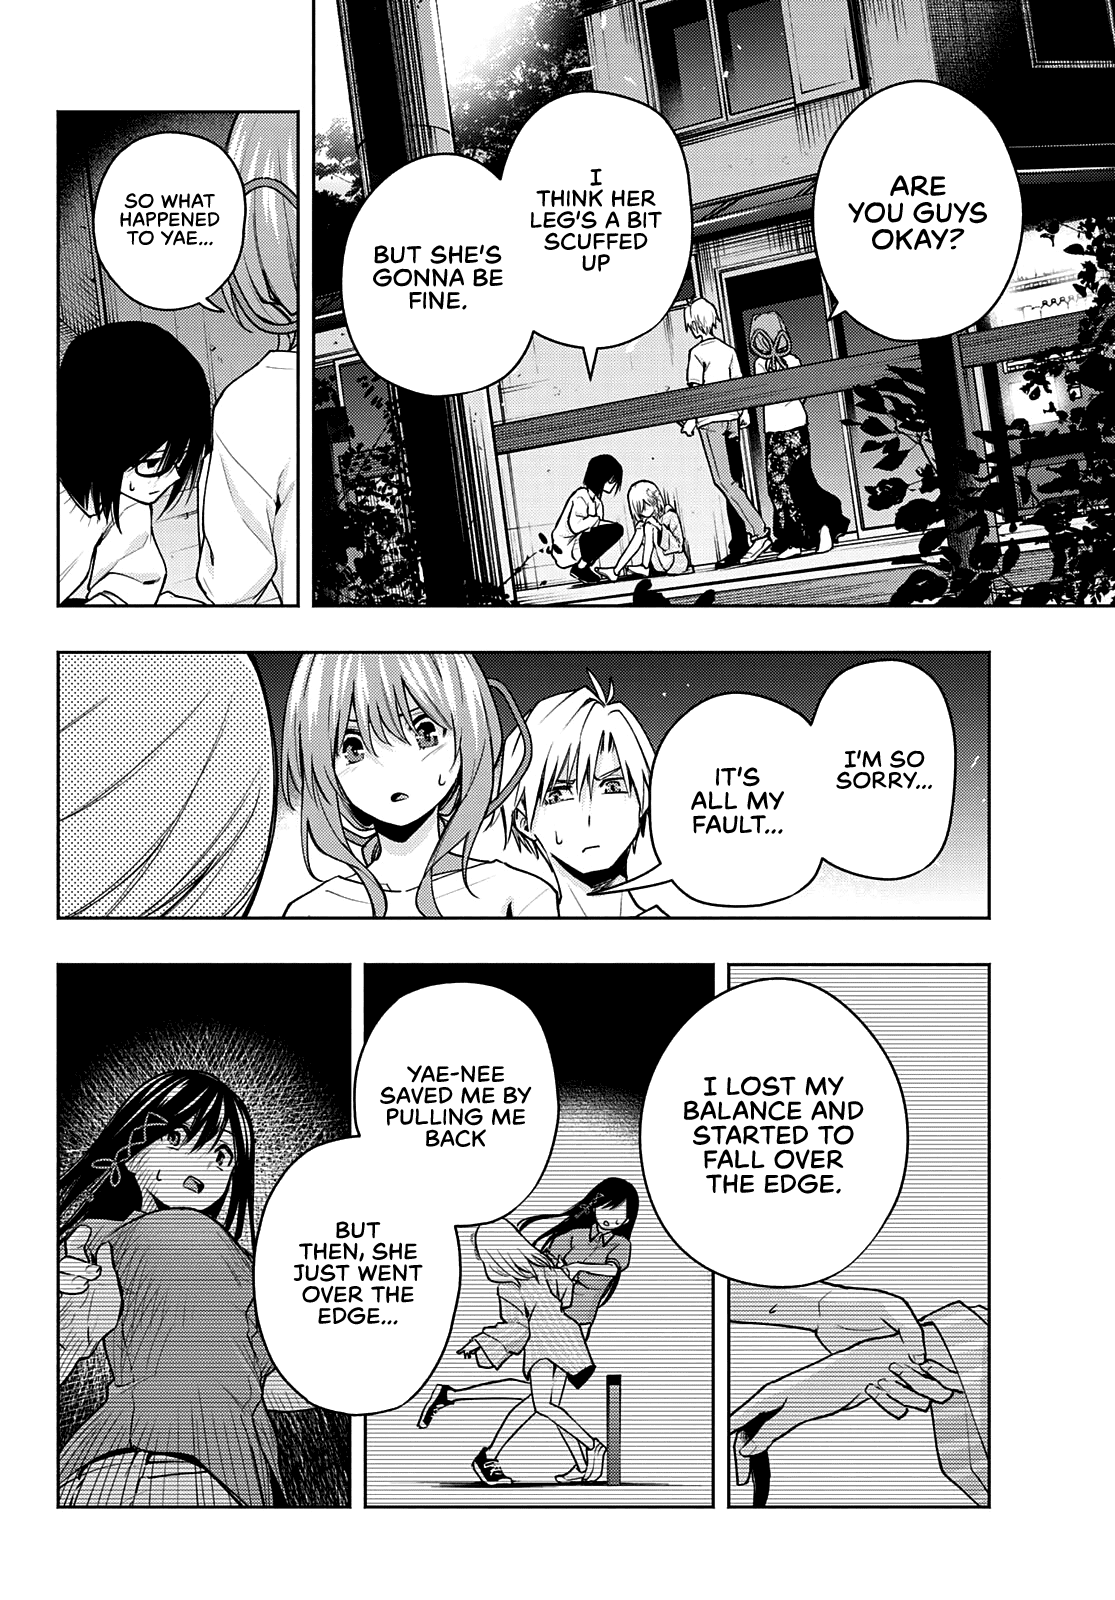 ARE
YOU GUYS
OKAY?
I
THINK HER
LEG'S A BIT
SCUFFED
UP
BUT SHE'S
GONNA BE
FINE.
SO WHAT
HAPPENED
TO YAE...
I'M SO
SORRY...
IT'S
ALL MY
FAULT...
I LOST MY
BALANCE AND
STARTED TO
FALL OVER
THE EDGE.
YAE-NEE
SAVED ME BY
PULLING ME
BACK
BUT
THEN, SHE
JUST WENT
OVER THE
EDGE...